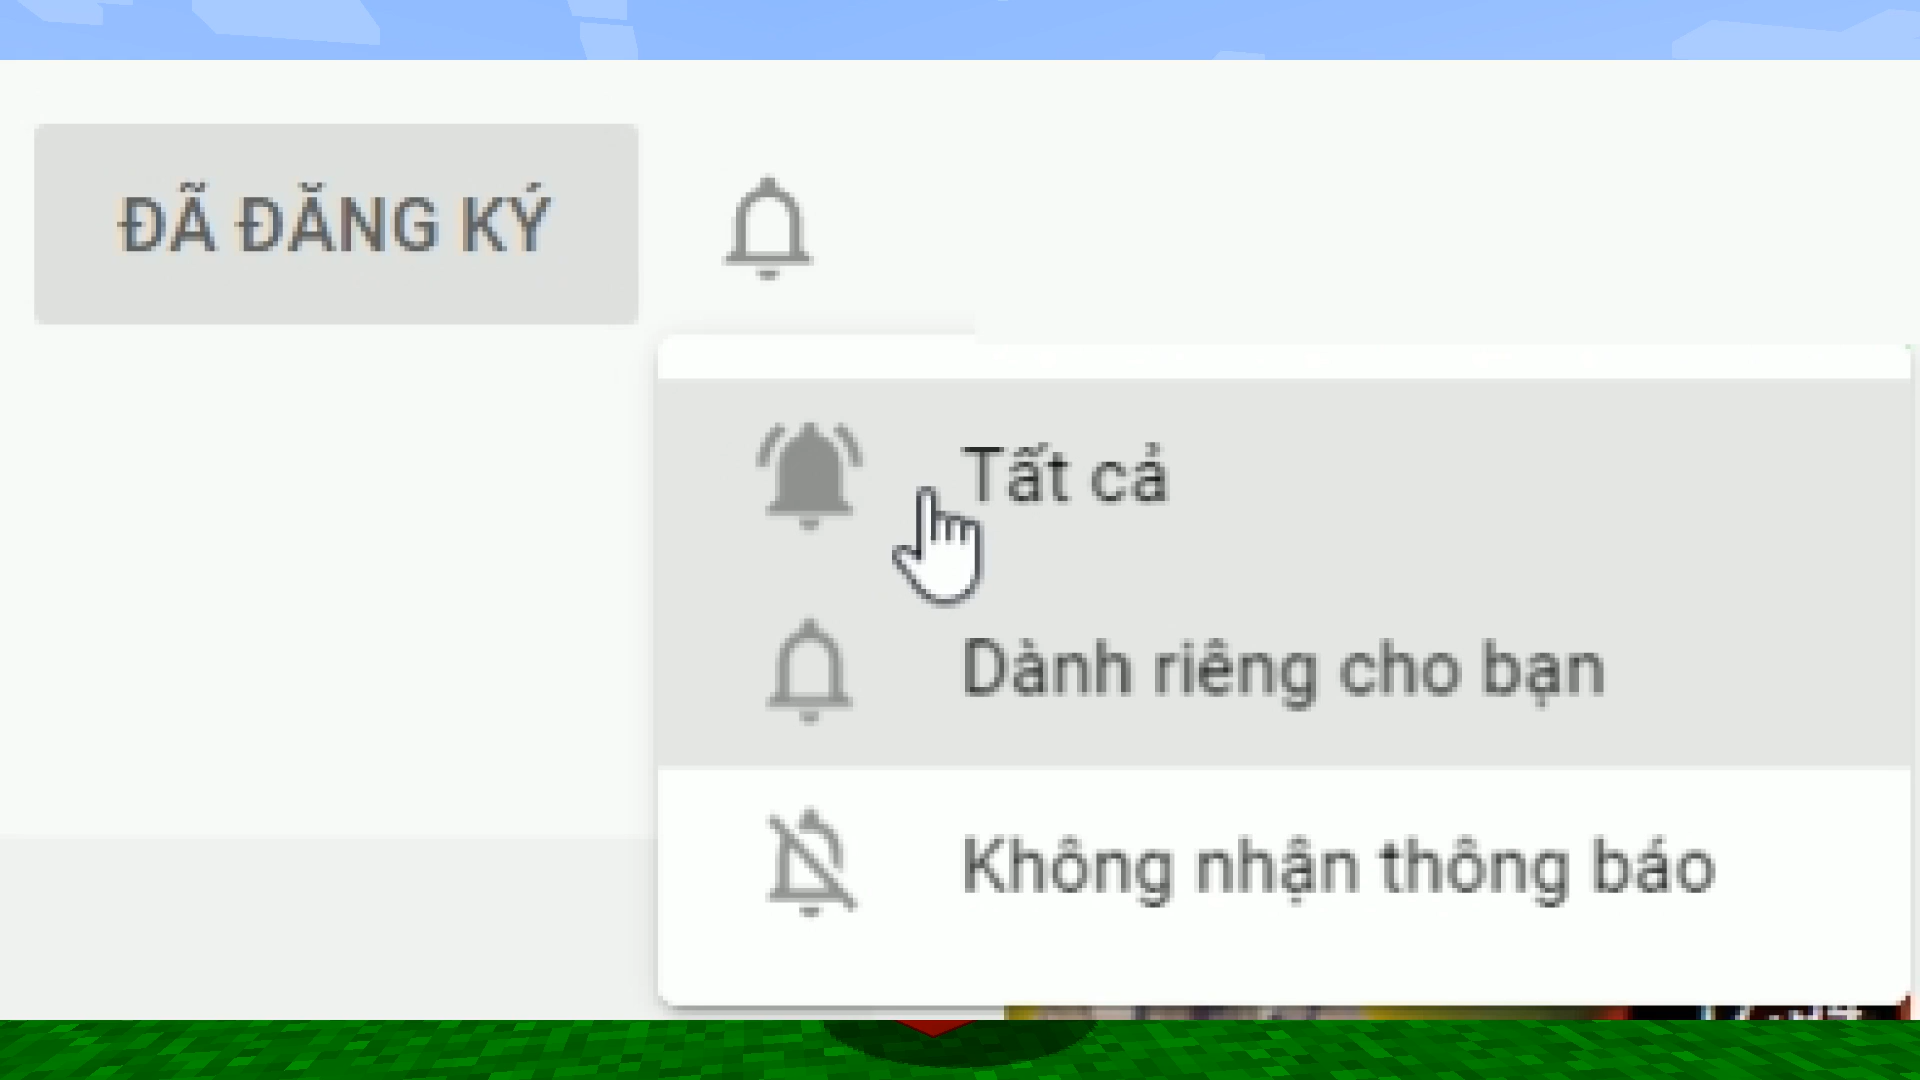 ĐÃ ĐĂNG KÝ
Tất cả
Dành riêng cho bạn
Không nhận thông báo